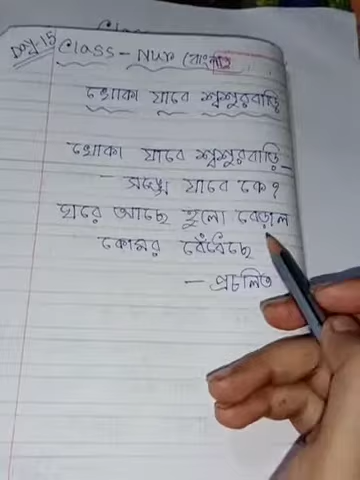 Day-15
Class - Nur বাংলা
খোকা যাবে শ্বশুরবাড়ি
খোকা যাবে শ্বশুরবাড়ি -
সঙ্গে যাবে কে?
ঘরে আছে হুলো বেড়াল
কোমর বেঁধেছে
- প্রচলিত